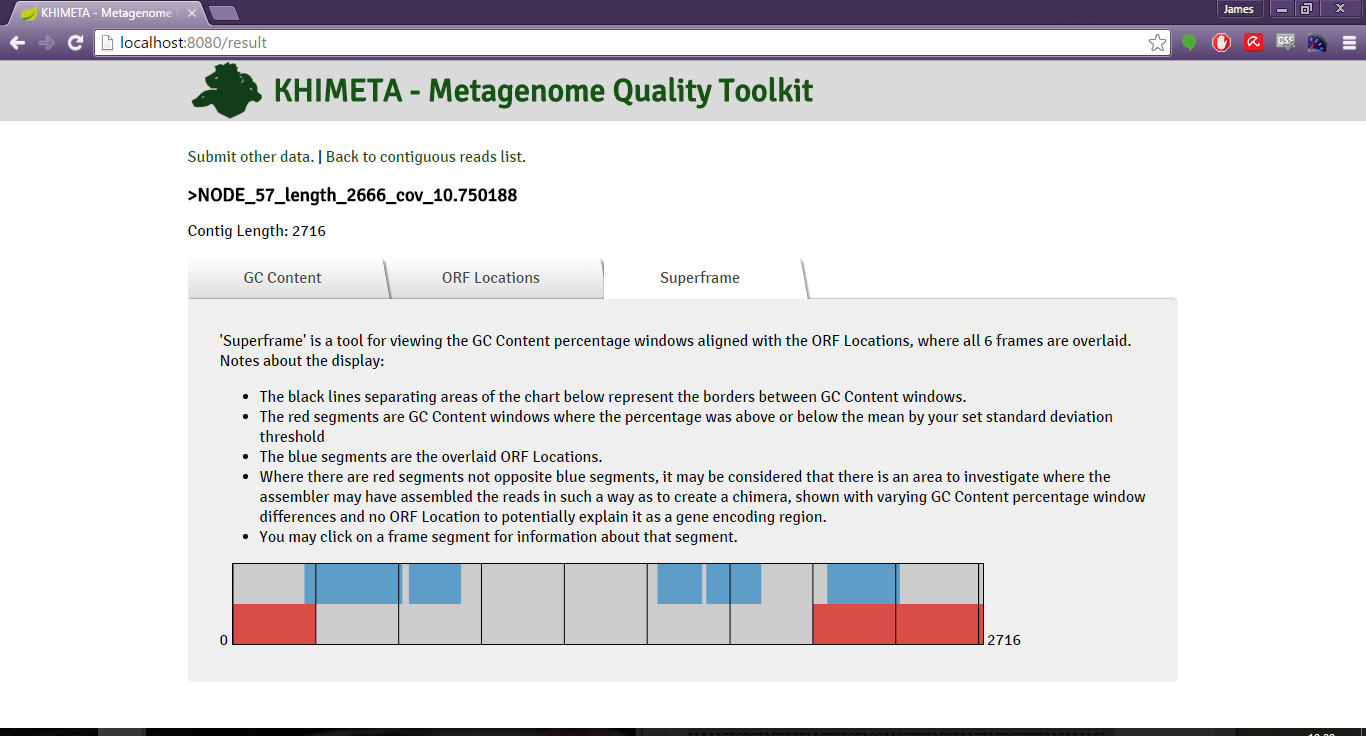 KHIMETA - Metagenome
James
localhost:8080/result
CSS
KHIMETA - Metagenome Quality Toolkit
Submit other data. | Back to contiguous reads list.
>NODE_57_length_2666_cov_10.750188
Contig Length: 2716
GC Content
ORF Locations
Superframe
'Superframe' is a tool for viewing the GC Content percentage windows aligned with the ORF Locations, where all 6 frames are overlaid.
Notes about the display:
• The black lines separating areas of the chart below represent the borders between GC Content windows.
• The red segments are GC Content windows where the percentage was above or below the mean by your set standard deviation
threshold
• The blue segments are the overlaid ORF Locations.
• Where there are red segments not opposite blue segments, it may be considered that there is an area to investigate where the
assembler may have assembled the reads in such a way as to create a chimera, shown with varying GC Content percentage window
differences and no ORF Location to potentially explain it as a gene encoding region.
• You may click on a frame segment for information about that segment.
0
2716